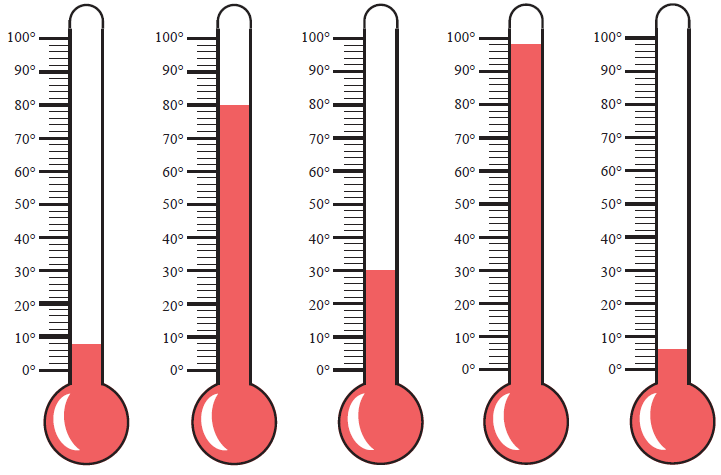 100° 100° 100° 100° 100°
90° 90° 90° 90° 90°
80° 80° 80° 80° 80°
70° 70° 70° 70° 70°
60° 60° 60° 60° 60°
50° 50° 50° 50° 50°
40° 40° 40° 40° 40°
30° 30° 30° 30° 30°
20° 20° 20° 20° 20°
10° 10° 10° 10° 10°
0° 0° 0° 0° 0°